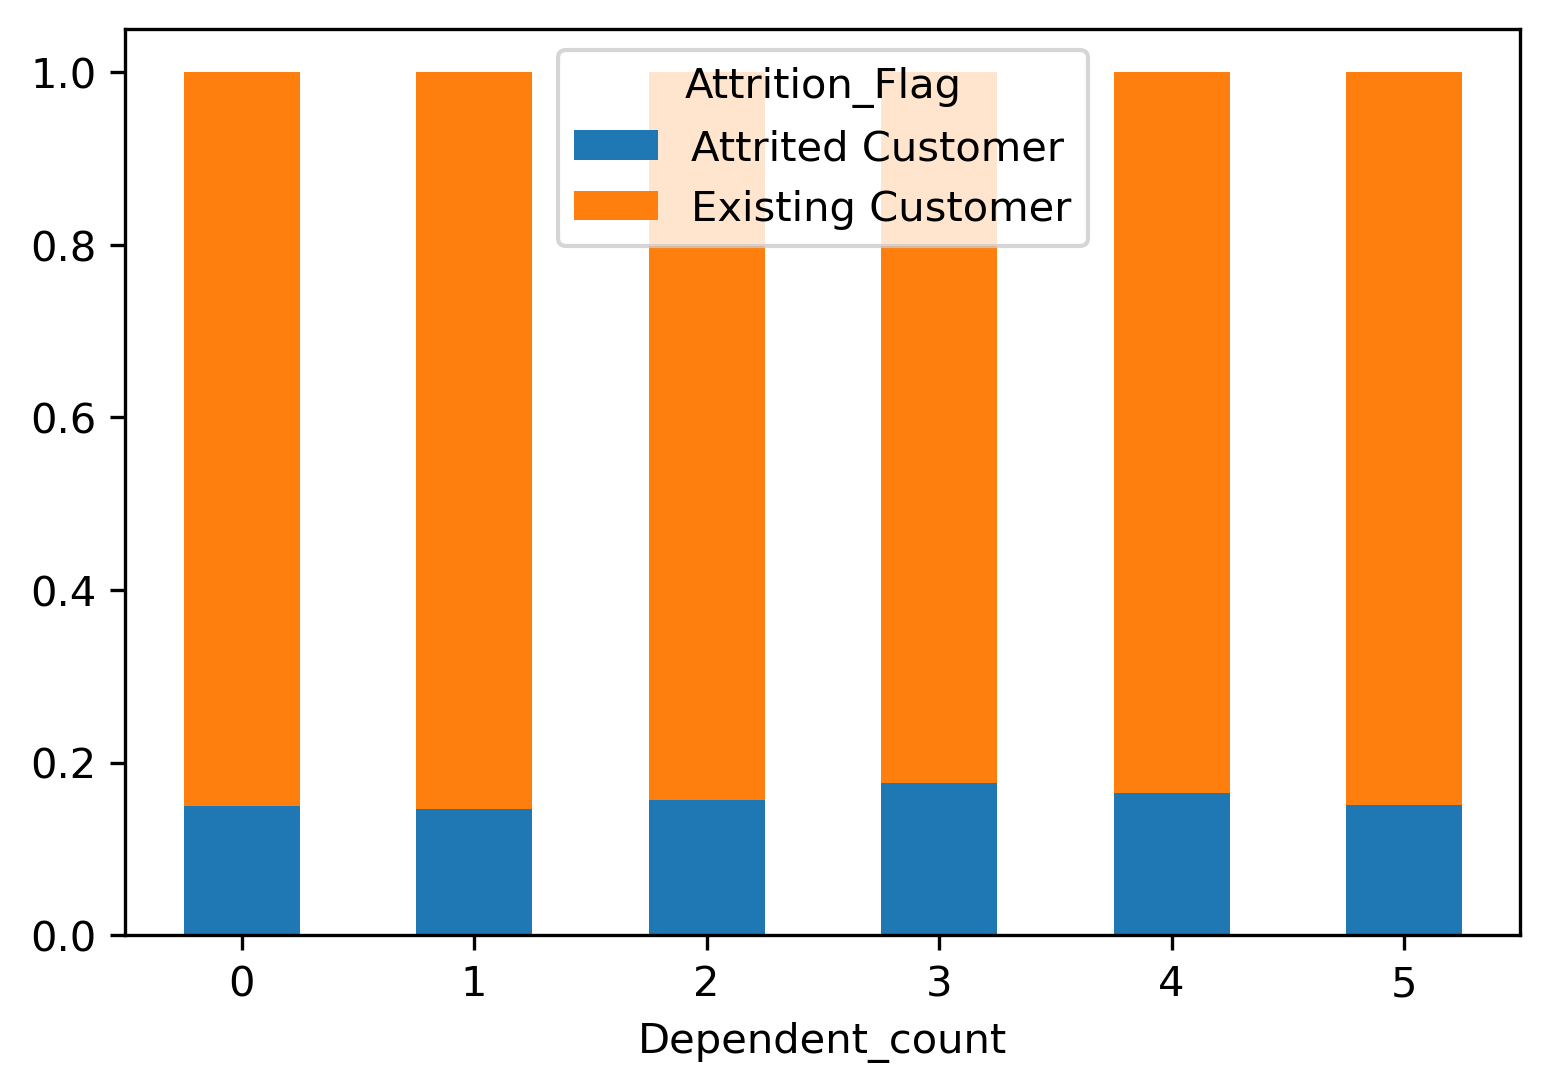 Attrition_Flag
Attrited Customer
Existing Customer
1.0
0.8
0.6
0.4
0.2
0.0
0 1 2 3 4 5
Dependent_count